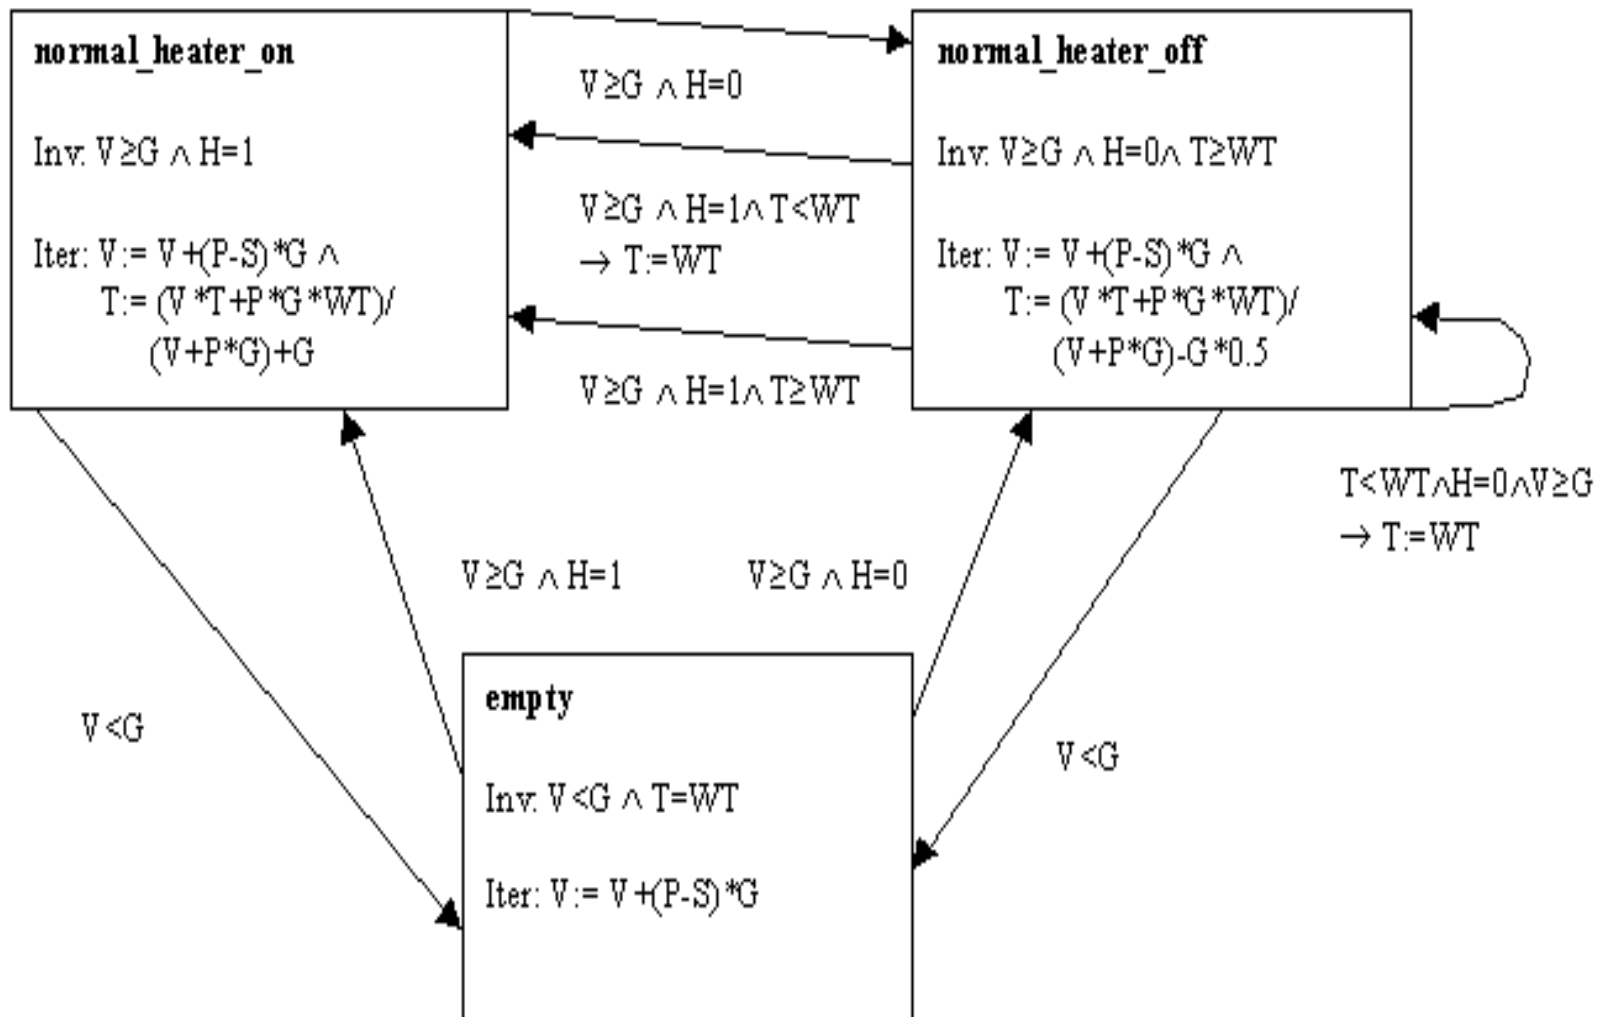 normal_heater_on
Inv: V≥G ∧ H=1
Iter: V:= V+(P-S)*G ∧
T:= (V*T+P*G*WT)/
(V+P*G)+G
V≥G ∧ H=0
V≥G ∧ H=1∧ T<WT
→ T:=WT
V≥G ∧ H=1∧ T≥WT
normal_heater_off
Inv: V≥G ∧ H=0∧ T≥WT
Iter: V:= V+(P-S)*G ∧
T:= (V*T+P*G*WT)/
(V+P*G)-G*0.5
T<WT∧H=0∧V≥G
→ T:=WT
V≥G ∧ H=1
V≥G ∧ H=0
V<G
V<G
empty
Inv: V<G ∧ T=WT
Iter: V:= V+(P-S)*G